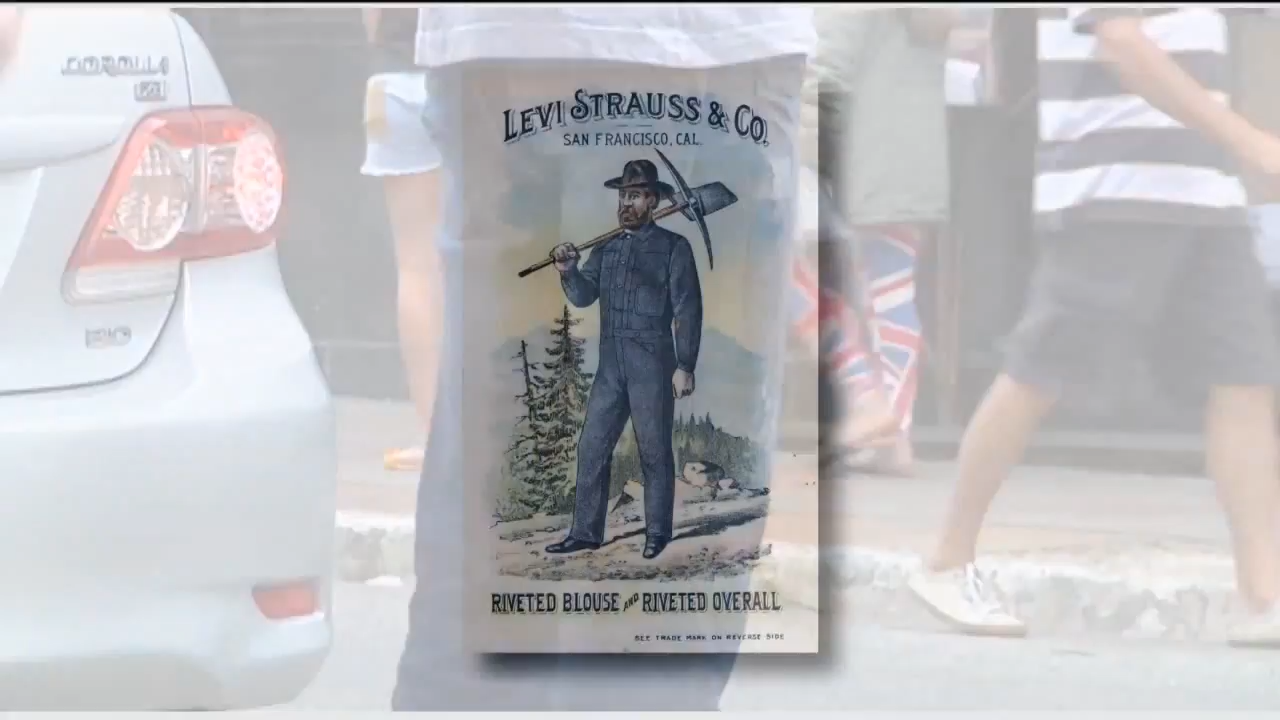 COROLLA
LEVI STRAUSS & CO.
SAN FRANCISCO, CAL.
RIVETED BLOUSE AND RIVETED OVERALL
SEE TRADE MARK ON REVERSE SIDE